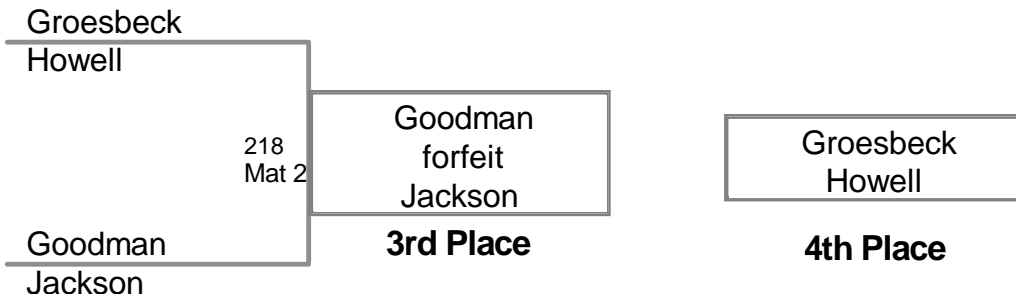 Groesbeck
Howell
218
Mat 2
Goodman
Jackson
Goodman
forfeit
Jackson
3rd Place
Groesbeck
Howell
4th Place